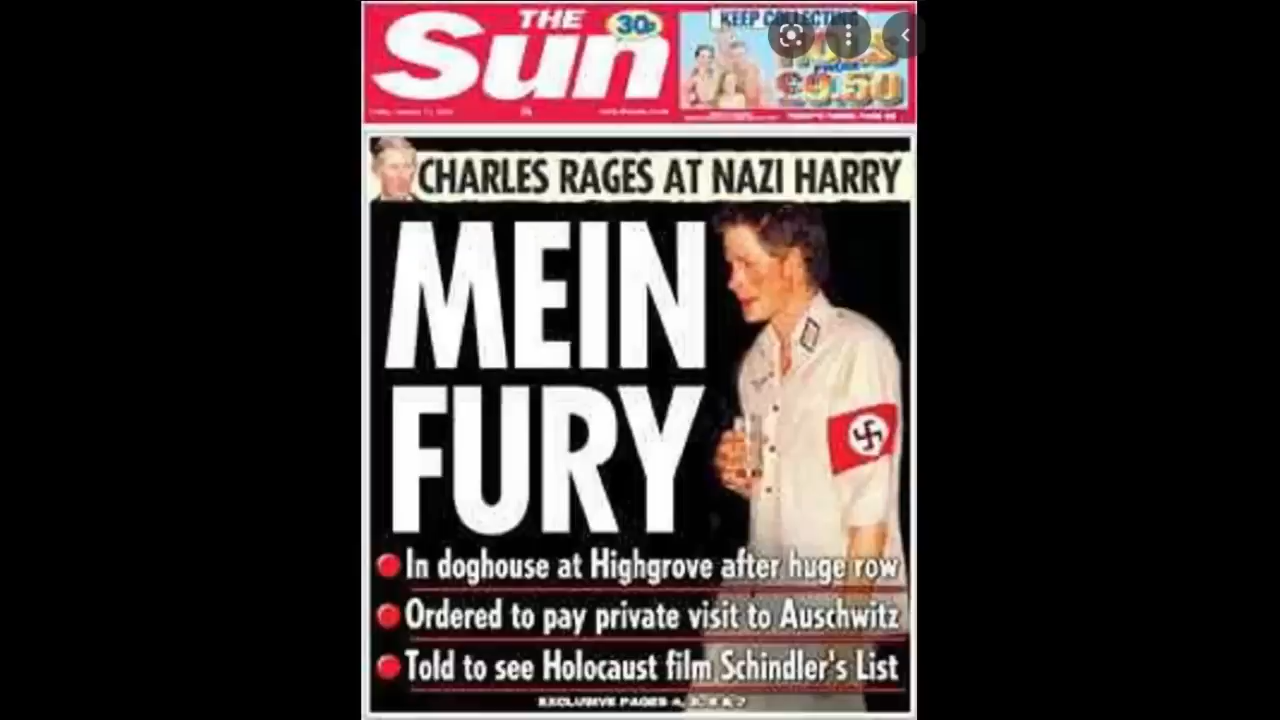 THE
Sun
30p
KEEP COLLECTING
£9.50
CHARLES RAGES AT NAZI HARRY
MEIN
FURY
In doghouse at Highgrove after huge row
Ordered to pay private visit to Auschwitz
Told to see Holocaust film Schindler's List
EXCLUSIVE PAGES